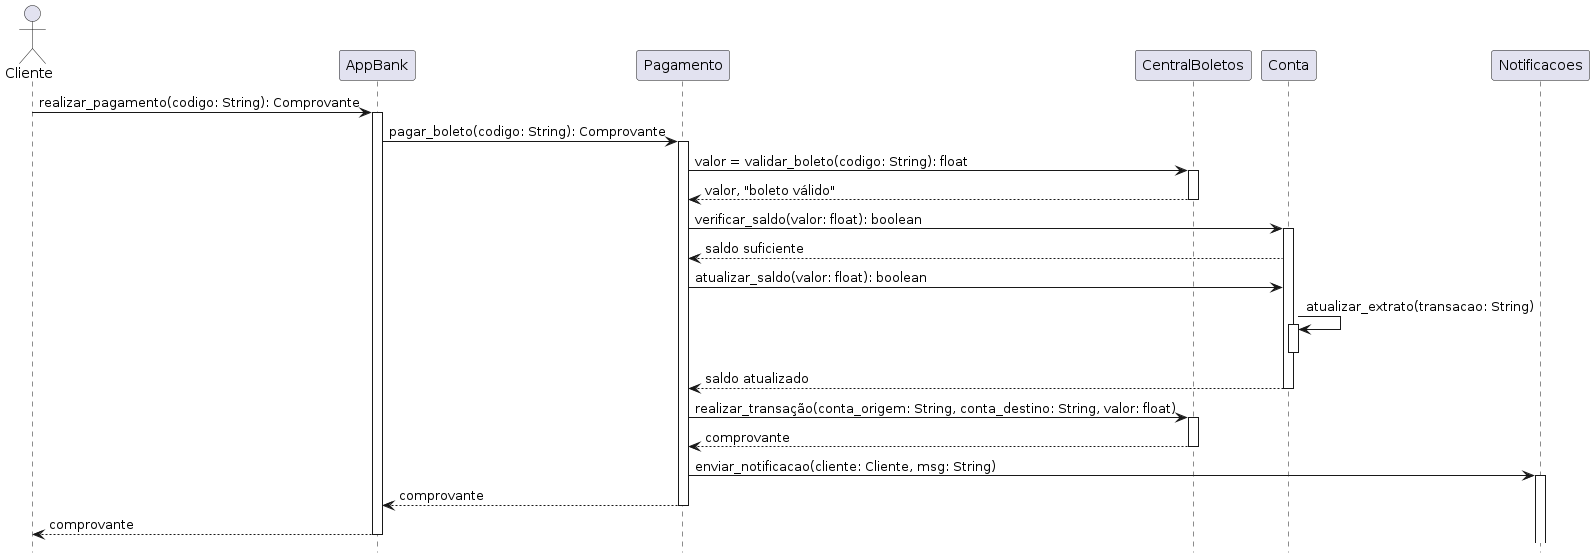 Cliente
AppBank
Pagamento
CentralBoletos
Conta
Notificacoes
realizar_pagamento(codigo: String): Comprovante
pagar_boleto(codigo: String): Comprovante
valor = validar_boleto(codigo: String): float
valor, "boleto válido"
verificar_saldo(valor: float): boolean
saldo suficiente
atualizar_saldo(valor: float): boolean
atualizar_extrato(transacao: String)
saldo atualizado
realizar_transação(conta_origem: String, conta_destino: String, valor: float)
comprovante
enviar_notificacao(cliente: Cliente, msg: String)
comprovante
comprovante